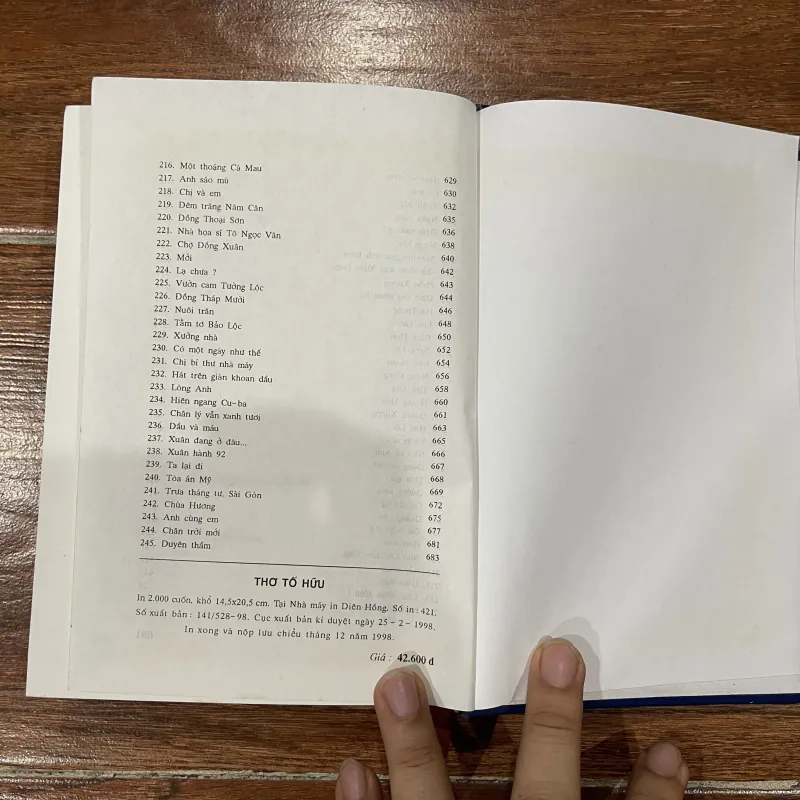 216. Một thoáng Cà Mau 629
217. Anh sáo mù 630
218. Chị và em 632
219. Đêm trăng Năm Căn 635
220. Đồng Thoại Sơn 636
221. Nhà họa sĩ Tô Ngọc Vân 638
222. Chợ Đồng Xuân 640
223. Mới 642
224. Lạ chưa ? 643
225. Vườn cam Tường Lộc 644
226. Đồng Tháp Mười 646
227. Nuôi trăn 648
228. Tằm tơ Bảo Lộc 650
229. Xưởng nhà 652
230. Có một ngày như thế 654
231. Chị bí thư nhà máy 656
232. Hát trên giàn khoan dầu 658
233. Lòng Anh 660
234. Hiên ngang Cu-ba 661
235. Chân lý vẫn xanh tươi 663
236. Dầu và máu 665
237. Xuân đang ở đâu... 666
238. Xuân hành 92 667
239. Ta lại đi 668
240. Tòa án Mỹ 669
241. Trưa tháng tư, Sài Gòn 672
242. Chùa Hương 675
243. Anh cùng em 677
244. Chân trời mới 681
245. Duyên thầm 683
THƠ TỐ HỮU
In 2.000 cuốn, khổ 14,5x20,5 cm. Tại Nhà máy in Diên Hồng. Số in : 421.
Số xuất bản : 141/528-98. Cục xuất bản kí duyệt ngày 25 - 2 - 1998.
In xong và nộp lưu chiểu tháng 12 năm 1998.
Giá : 42.600 đ